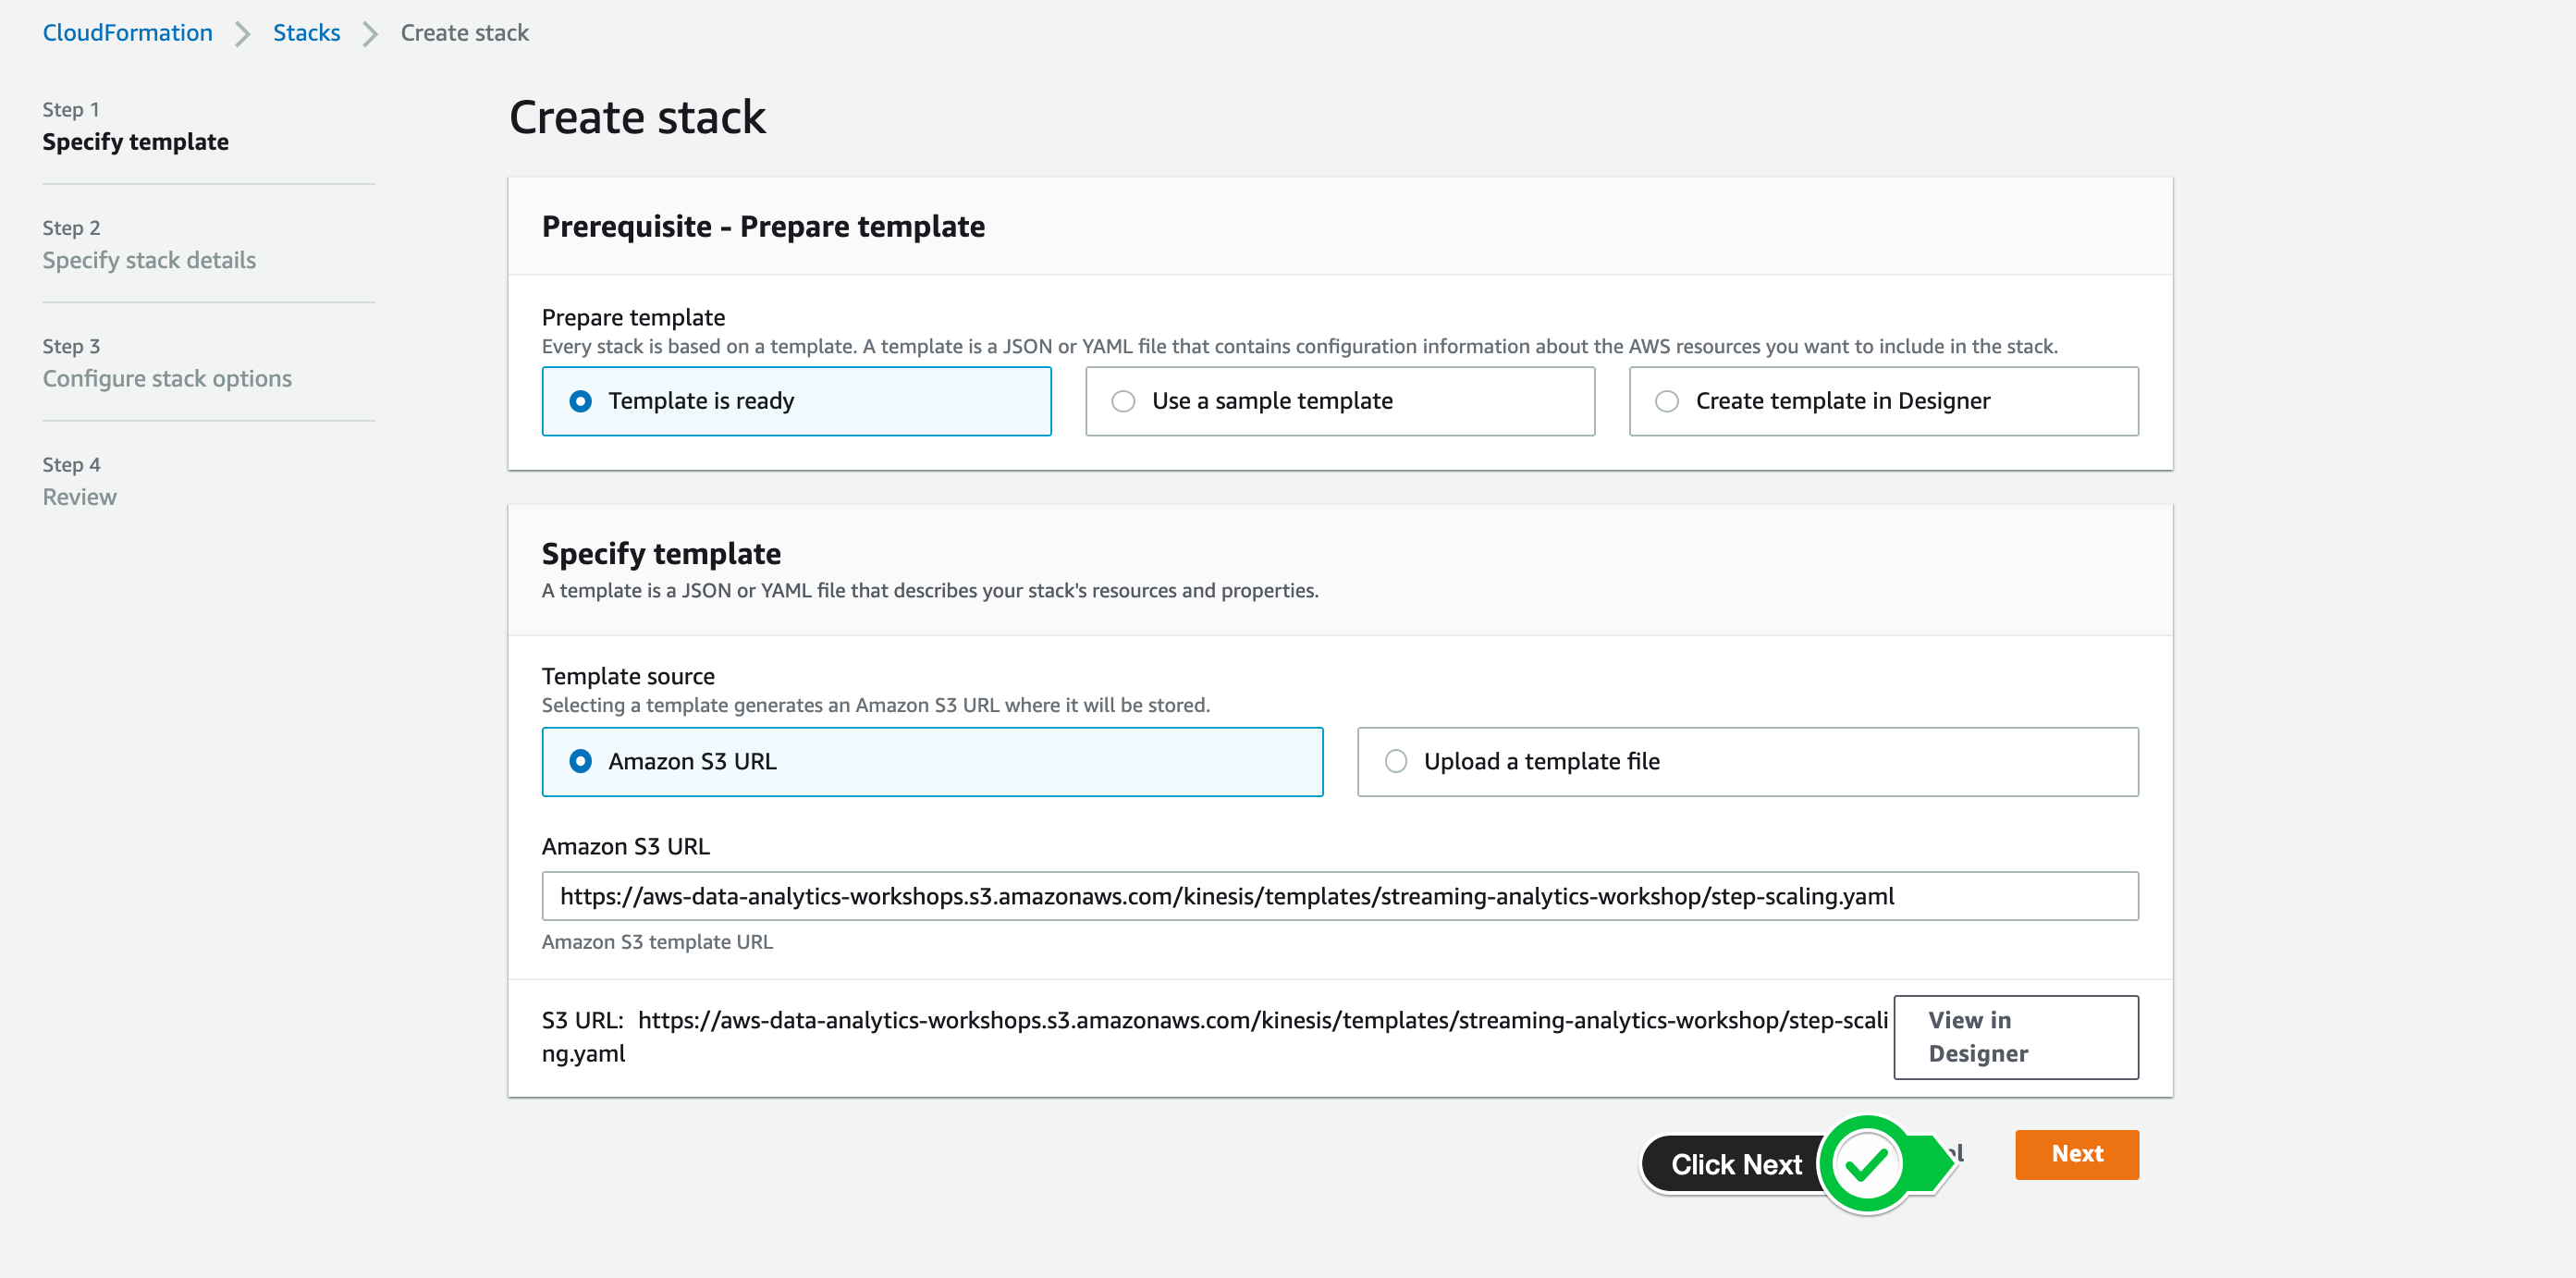 CloudFormation > Stacks > Create stack
Step 1
Specify template
Step 2
Specify stack details
Step 3
Configure stack options
Step 4
Review
Create stack
Prerequisite - Prepare template
Prepare template
Every stack is based on a template. A template is a JSON or YAML file that contains configuration information about the AWS resources you want to include in the stack.
Template is ready
Use a sample template
Create template in Designer
Specify template
A template is a JSON or YAML file that describes your stack's resources and properties.
Template source
Selecting a template generates an Amazon S3 URL where it will be stored.
Amazon S3 URL
Upload a template file
Amazon S3 URL
https://aws-data-analytics-workshops.s3.amazonaws.com/kinesis/templates/streaming-analytics-workshop/step-scaling.yaml
Amazon S3 template URL
S3 URL: https://aws-data-analytics-workshops.s3.amazonaws.com/kinesis/templates/streaming-analytics-workshop/step-scali
ng.yaml
View in
Designer
Click Next
Next